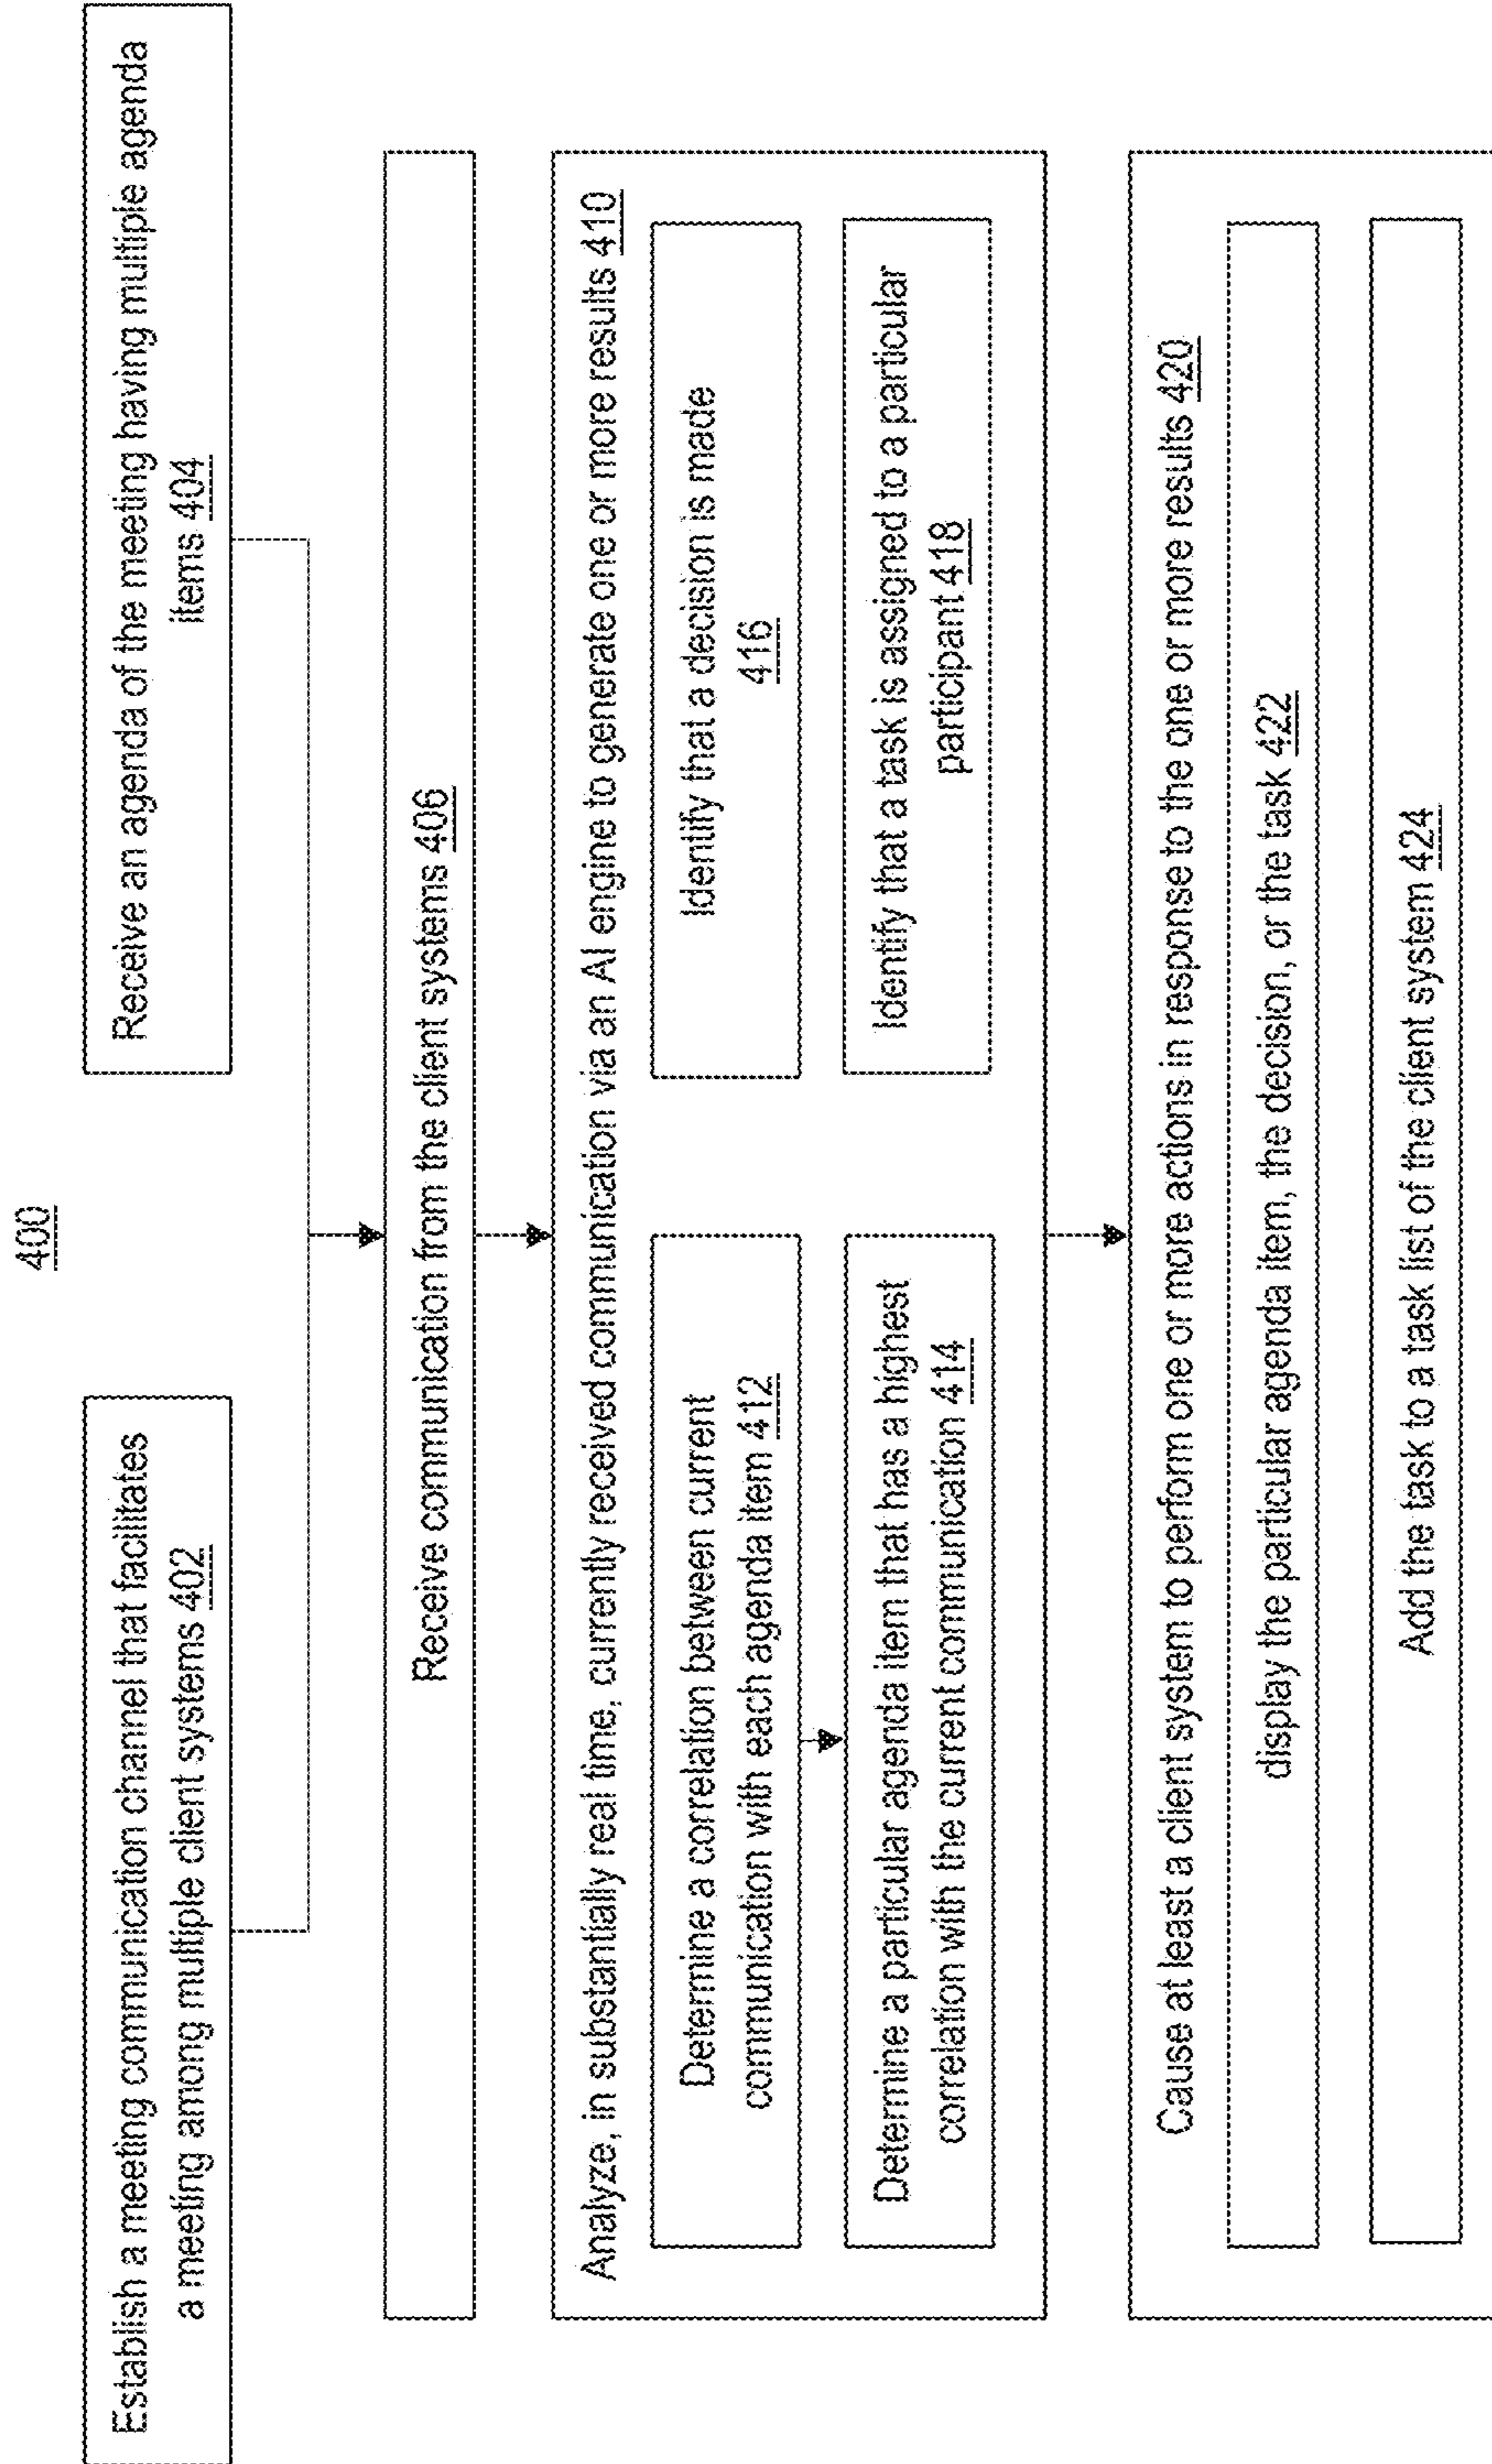 400
Establish a meeting communication channel that facilitates
a meeting among multiple client systems 402
Receive an agenda of the meeting having multiple agenda
items 404
Receive communication from the client systems 406
Analyze, in substantially real time, currently received communication via an AI engine to generate one or more results 410
Determine a correlation between current
communication with each agenda item 412
Determine a particular agenda item that has a highest
correlation with the current communication 414
Identify that a decision is made
416
Identify that a task is assigned to a particular
participant 418
Cause at least a client system to perform one or more actions in response to the one or more results 420
display the particular agenda item, the decision, or the task 422
Add the task to a task list of the client system 424